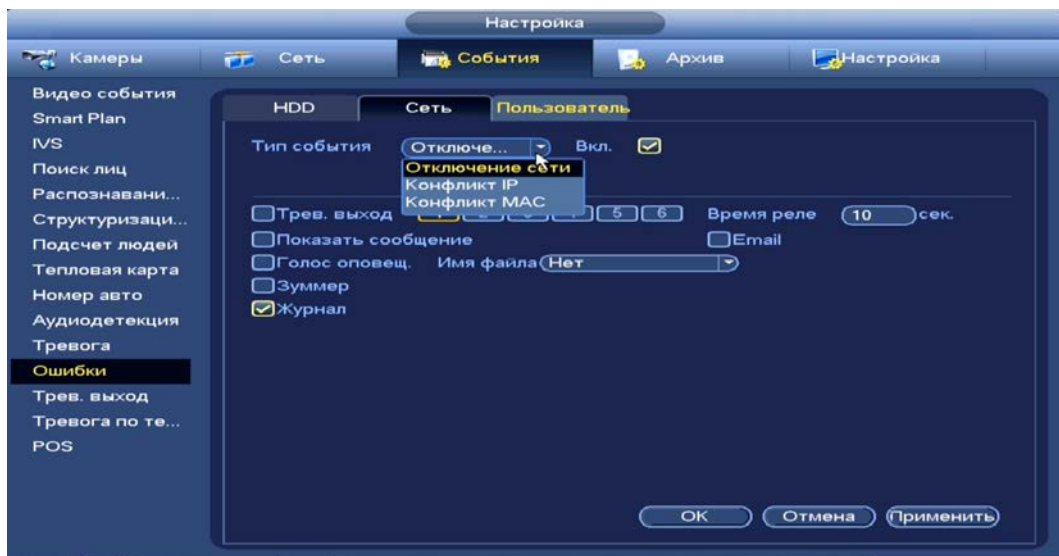 Настройка
Камеры Сеть События Архив Настройка
Видео события
Smart Plan
IVS
Поиск лиц
Распознавани...
Структуризаци...
Подсчет людей
Тепловая карта
Номер авто
Аудиодетекция
Тревога
Ошибки
Трев. выход
Тревога по те...
POS
HDD Сеть Пользователь
Тип события Отключе... Вкл.
Отключение сети
Конфликт IP
Конфликт MAC
Трев. выход 5 6 Время реле 10 сек.
Показать сообщение Email
Голос оповещ. Имя файла Нет
Зуммер
Журнал
OK Отмена Применить